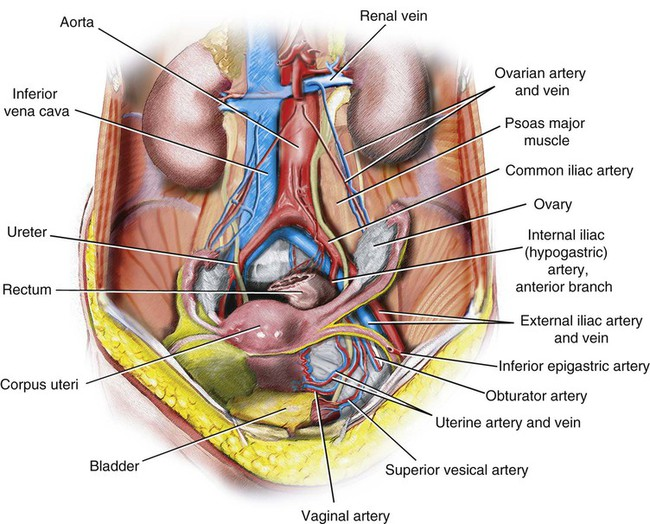 Aorta
Renal vein
Inferior
vena cava
Ovarian artery
and vein
Psoas major
muscle
Common iliac artery
Ovary
Ureter
Internal iliac
(hypogastric)
artery,
anterior branch
Rectum
External iliac artery
and vein
Inferior epigastric artery
Corpus uteri
Obturator artery
Uterine artery and vein
Bladder
Superior vesical artery
Vaginal artery